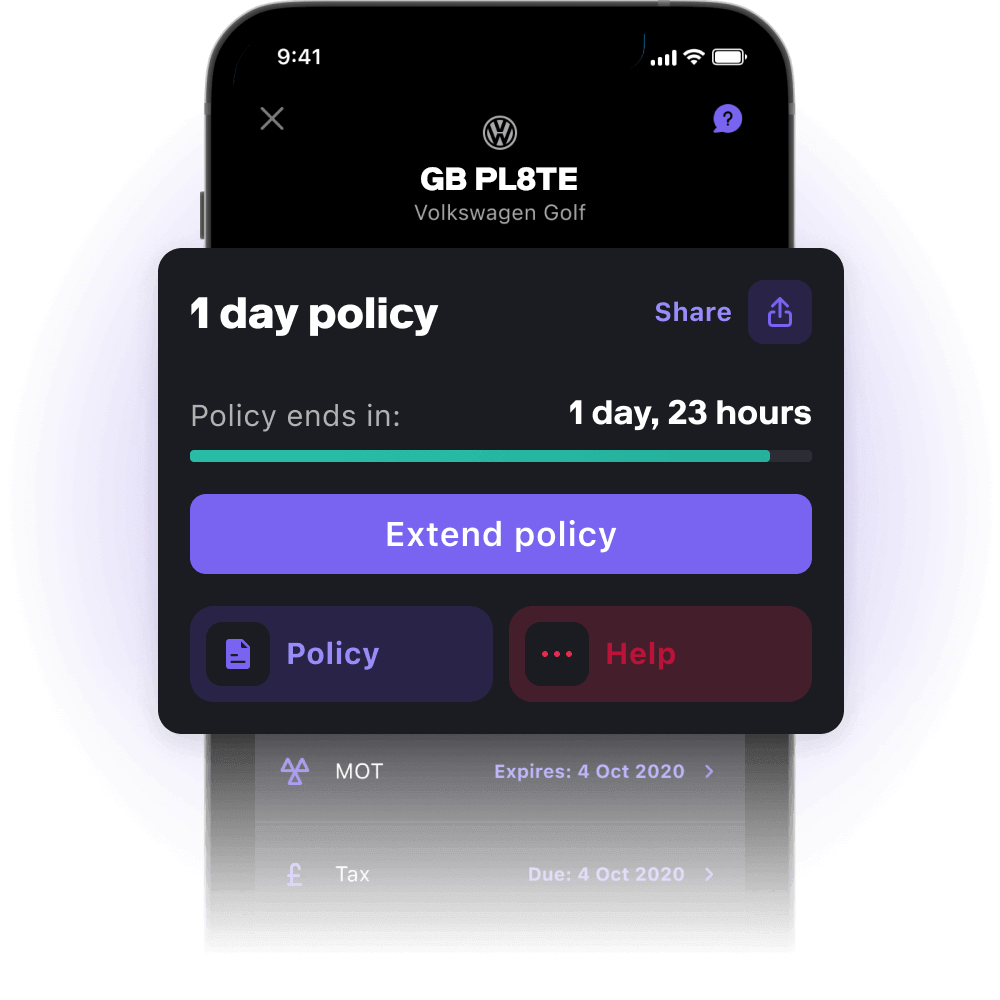 9:41
GB PL8TE
Volkswagen Golf
1 day policy
Share
Policy ends in:
1 day, 23 hours
Extend policy
Policy
Help
MOT
Expires: 4 Oct 2020
£ Tax
Due: 4 Oct 2020